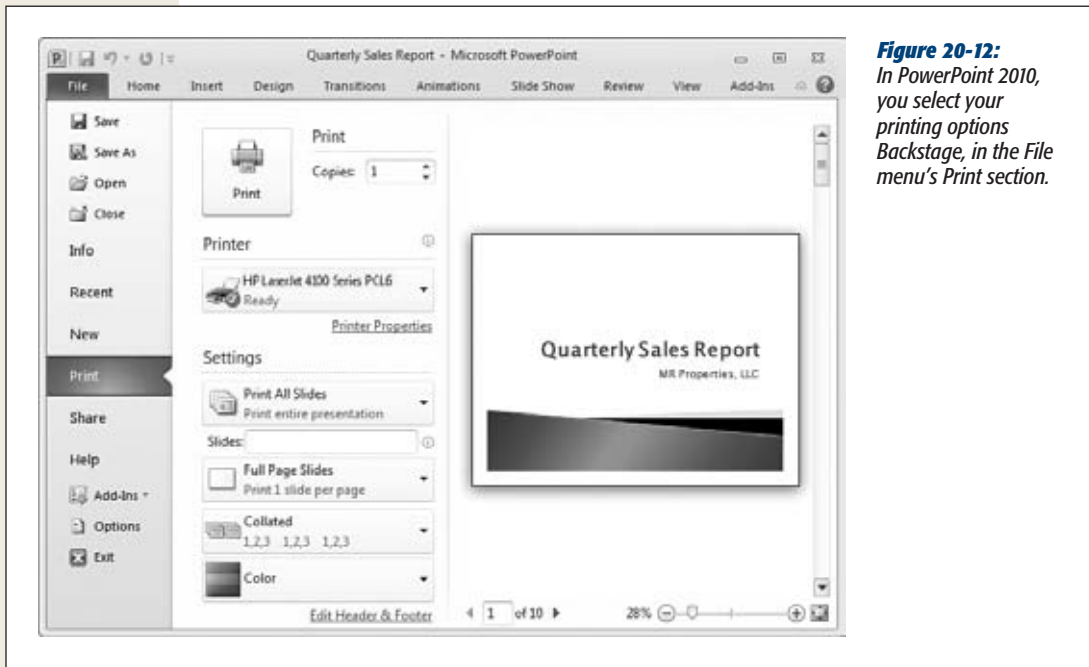 Quarterly Sales Report - Microsoft PowerPoint
File Home Insert Design Transitions Animations Slide Show Review View Add-Ins
Save
Save As
Open
Close
Info
Recent
New
Print
Share
Help
Add-Ins
Options
Exit
Print
Print
Copies: 1
Printer
HP LaserJet 4100 Series PCL6
Ready
Printer Properties
Settings
Print All Slides
Print entire presentation
Slides:
Full Page Slides
Print 1 slide per page
Collated
1,2,3 1,2,3 1,2,3
Color
Edit Header & Footer
Quarterly Sales Report
MR Properties, LLC
1 of 10
28%
Figure 20-12:
In PowerPoint 2010,
you select your
printing options
Backstage, in the File
menu’s Print section.